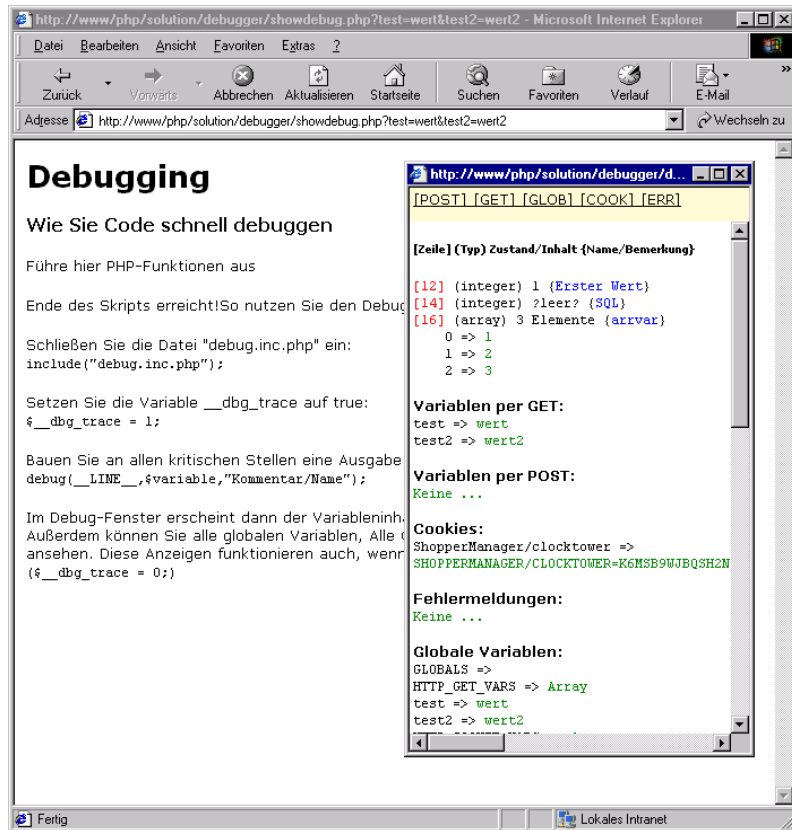 http://www/php/solution/debugger/showdebug.php?test=wert&test2=wert2 - Microsoft Internet Explorer
Datei Bearbeiten Ansicht Favoriten Extras ?
Zurück Vorwärts Abbrechen Aktualisieren Startseite Suchen Favoriten Verlauf E-Mail »
Adresse http://www/php/solution/debugger/showdebug.php?test=wert&test2=wert2 Wechseln zu
Debugging
Wie Sie Code schnell debuggen
Führe hier PHP-Funktionen aus
Ende des Skripts erreicht!So nutzen Sie den Debug
Schließen Sie die Datei "debug.inc.php" ein:
include("debug.inc.php");
Setzen Sie die Variable __dbg_trace auf true:
$__dbg_trace = 1;
Bauen Sie an allen kritischen Stellen eine Ausgabe
debug(__LINE__,$variable,"Kommentar/Name");
Im Debug-Fenster erscheint dann der Variableninh
Außerdem können Sie alle globalen Variablen, Alle
ansehen. Diese Anzeigen funktionieren auch, wenn
($__dbg_trace = 0;)
http://www/php/solution/debugger/d...
[POST] [GET] [GLOB] [COOK] [ERR]
[Zeile] (Typ) Zustand/Inhalt {Name/Bemerkung}
[12] (integer) 1 {Erster Wert}
[14] (integer) ?leer? {SQL}
[16] (array) 3 Elemente {arrvar}
0 => 1
1 => 2
2 => 3
Variablen per GET:
test => wert
test2 => wert2
Variablen per POST:
Keine ...
Cookies:
ShopperManager/clocktower =>
SHOPPERMANAGER/CLOCKTOWER=K6MSB9WJBQSH2N
Fehlermeldungen:
Keine ...
Globale Variablen:
GLOBALS =>
HTTP_GET_VARS => Array
test => wert
test2 => wert2
Fertig Lokales Intranet